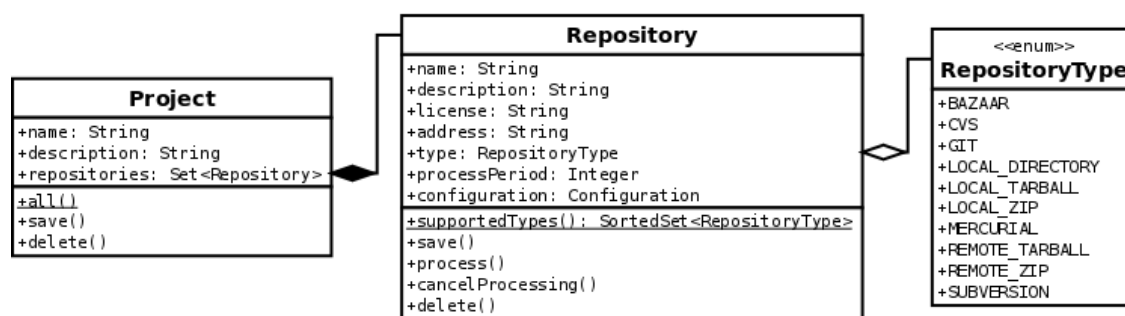 Project
+name: String
+description: String
+repositories: Set<Repository>
+all()
+save()
+delete()
Repository
+name: String
+description: String
+license: String
+address: String
+type: RepositoryType
+processPeriod: Integer
+configuration: Configuration
+supportedTypes(): SortedSet<RepositoryType>
+save()
+process()
+cancelProcessing()
+delete()
<<enum>>
RepositoryType
+BAZAAR
+CVS
+GIT
+LOCAL_DIRECTORY
+LOCAL_TARBALL
+LOCAL_ZIP
+MERCURIAL
+REMOTE_TARBALL
+REMOTE_ZIP
+SUBVERSION